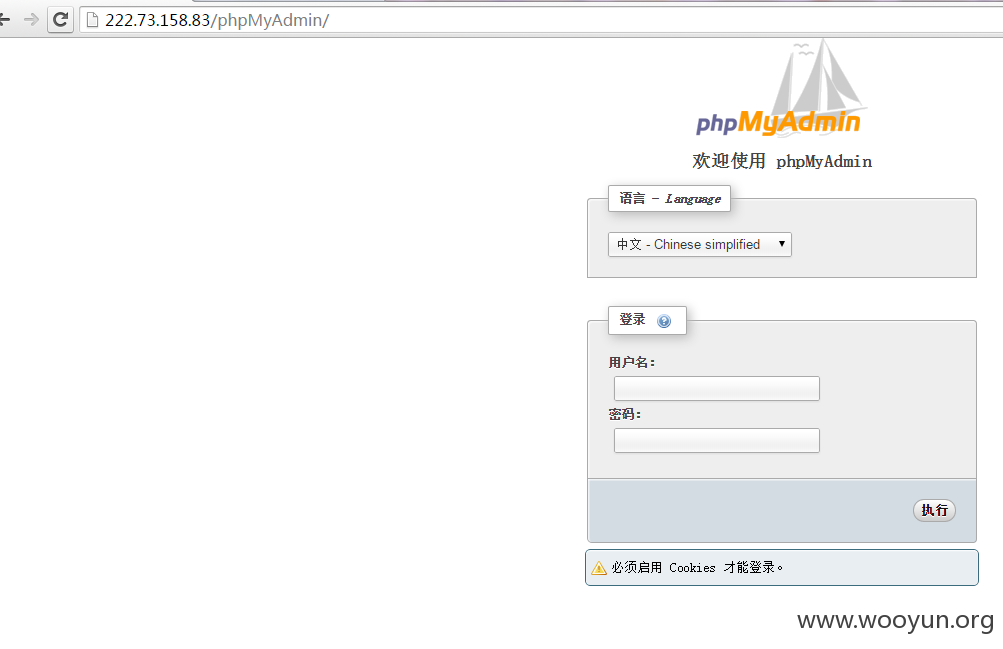 222.73.158.83/phpMyAdmin/
phpMyAdmin
欢迎使用 phpMyAdmin
语言 - Language
中文 - Chinese simplified
登录
用户名：
密码：
执行
必须启用 Cookies 才能登录。
www.wooyun.org